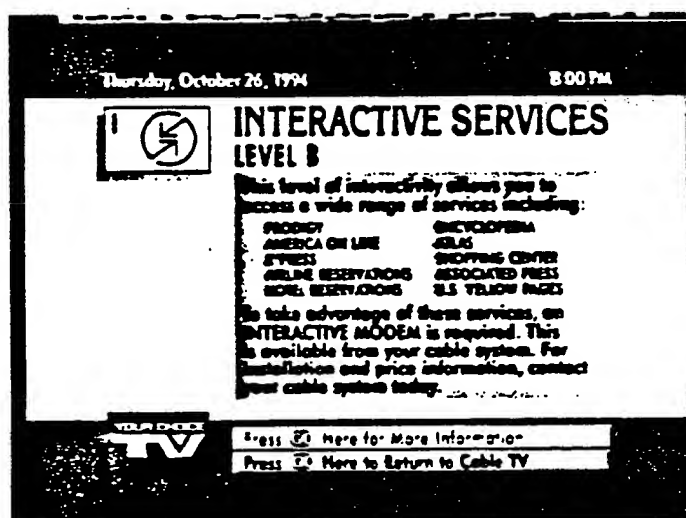 Thursday, October 26, 1994 8:00 PM
INTERACTIVE SERVICES
LEVEL B
This level of interactivity allows you to
access a wide range of services including:
PRODIGY ENCYCLOPEDIA
AMERICA ON LINE ATLAS
X*PRESS SHOPPING CENTER
AIRLINE RESERVATIONS ASSOCIATED PRESS
HOTEL RESERVATIONS U.S. YELLOW PAGES
To take advantage of these services, an
INTERACTIVE MODEM is required. This
is available from your cable system. For
installation and price information, contact
your cable system today.
YOUR CHOICE
TV
Press Here for More Information
Press Here to Return to Cable TV